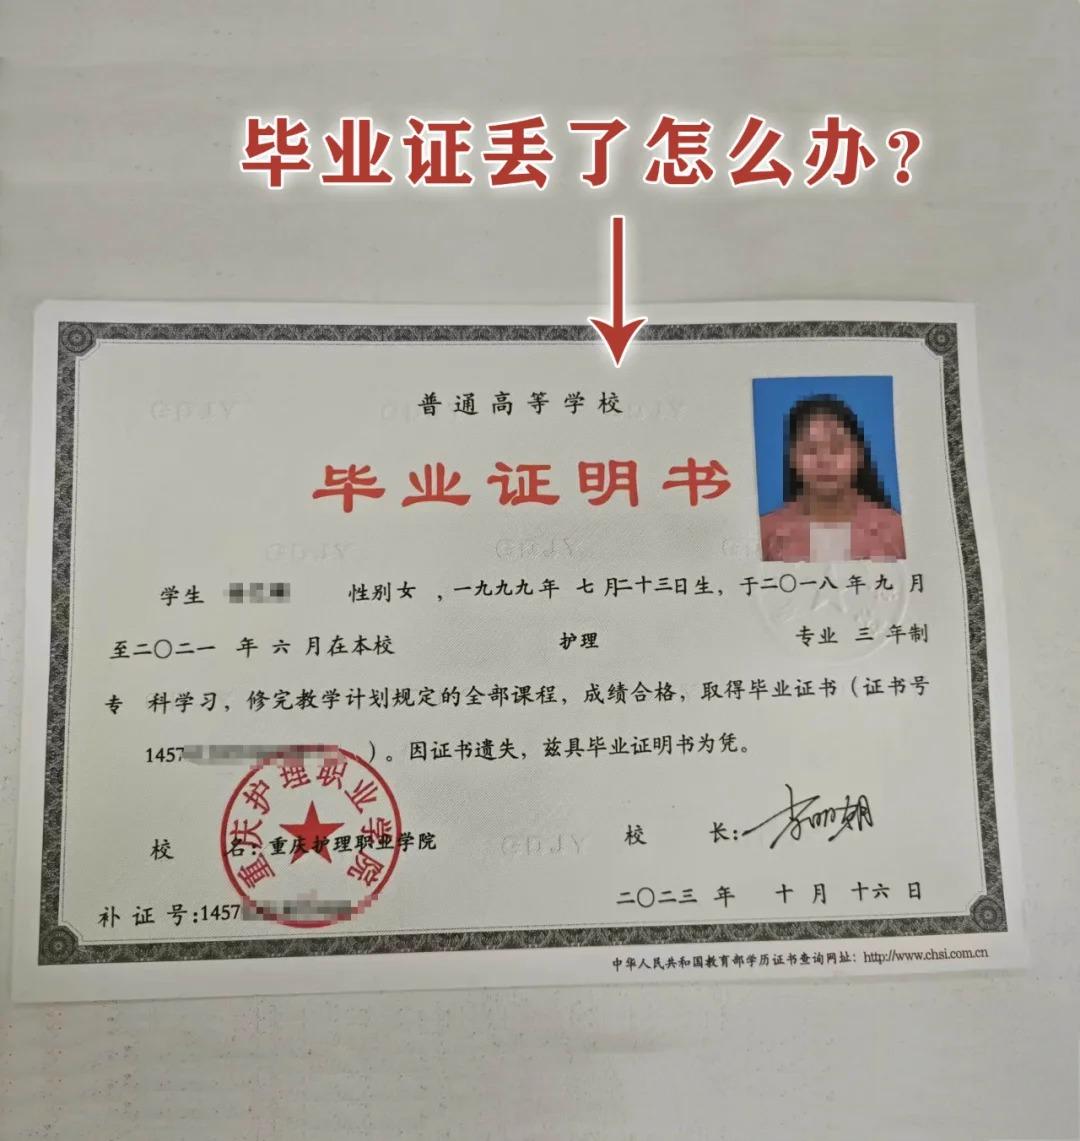 毕业证丢了怎么办?
普通高等学校
毕业证明书
学生 性别女 ,一九九九年 七 月二十三日生,于二〇一八年九月
至二〇二一 年 六 月在本校 护理 专业 三 年制
专 科学习,修完教学计划规定的全部课程,成绩合格,取得毕业证书(证书号
1457 )。因证书遗失,兹具毕业证明书为凭。
校 名:重庆护理职业学院 校 长:
重庆护理职业学院
二〇二三 年 十 月 十六 日
补 证 号:1457
中华人民共和国教育部学历证书查询网址:http://www.chsi.com.cn